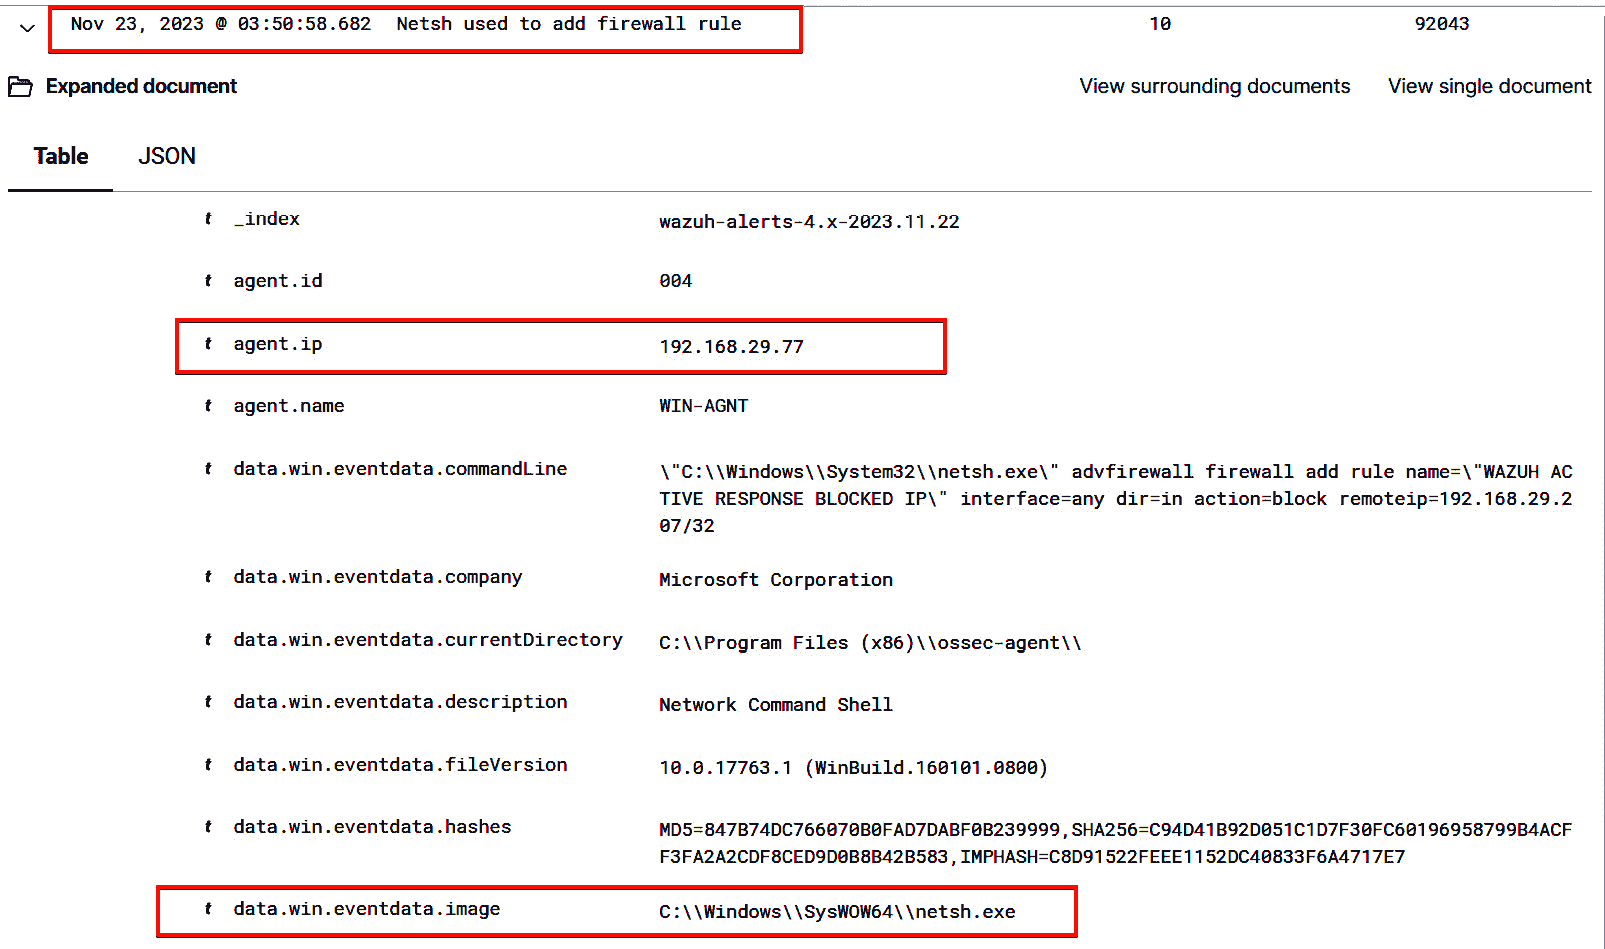 Nov 23, 2023 @ 03:50:58.682 Netsh used to add firewall rule 10 92043
Expanded document View surrounding documents View single document
Table JSON
t _index wazuh-alerts-4.x-2023.11.22
t agent.id 004
t agent.ip 192.168.29.77
t agent.name WIN-AGNT
t data.win.eventdata.commandLine \"C:\\Windows\\System32\\netsh.exe\" advfirewall firewall add rule name=\"WAZUH AC
TIVE RESPONSE BLOCKED IP\" interface=any dir=in action=block remoteip=192.168.29.2
07/32
t data.win.eventdata.company Microsoft Corporation
t data.win.eventdata.currentDirectory C:\\Program Files (x86)\\ossec-agent\\
t data.win.eventdata.description Network Command Shell
t data.win.eventdata.fileVersion 10.0.17763.1 (WinBuild.160101.0800)
t data.win.eventdata.hashes MD5=847B74DC766070B0FAD7DABF0B239999,SHA256=C94D41B92D051C1D7F30FC60196958799B4ACF
F3FA2A2CDF8CED9D0B8B42B583,IMPHASH=C8D91522FEEE1152DC40833F6A4717E7
t data.win.eventdata.image C:\\Windows\\SysWOW64\\netsh.exe